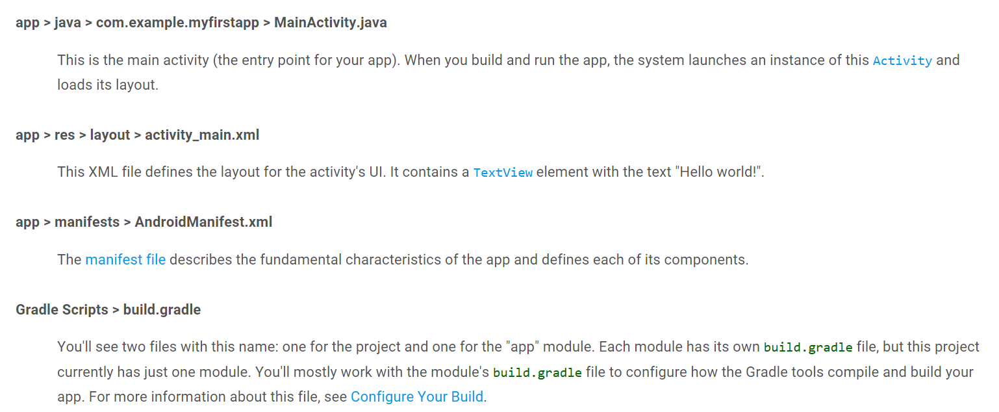 app > java > com.example.myfirstapp > MainActivity.java
This is the main activity (the entry point for your app). When you build and run the app, the system launches an instance of this Activity and
loads its layout.
app > res > layout > activity_main.xml
This XML file defines the layout for the activity's UI. It contains a TextView element with the text "Hello world!".
app > manifests > AndroidManifest.xml
The manifest file describes the fundamental characteristics of the app and defines each of its components.
Gradle Scripts > build.gradle
You'll see two files with this name: one for the project and one for the "app" module. Each module has its own build.gradle file, but this project
currently has just one module. You'll mostly work with the module's build.gradle file to configure how the Gradle tools compile and build your
app. For more information about this file, see Configure Your Build.